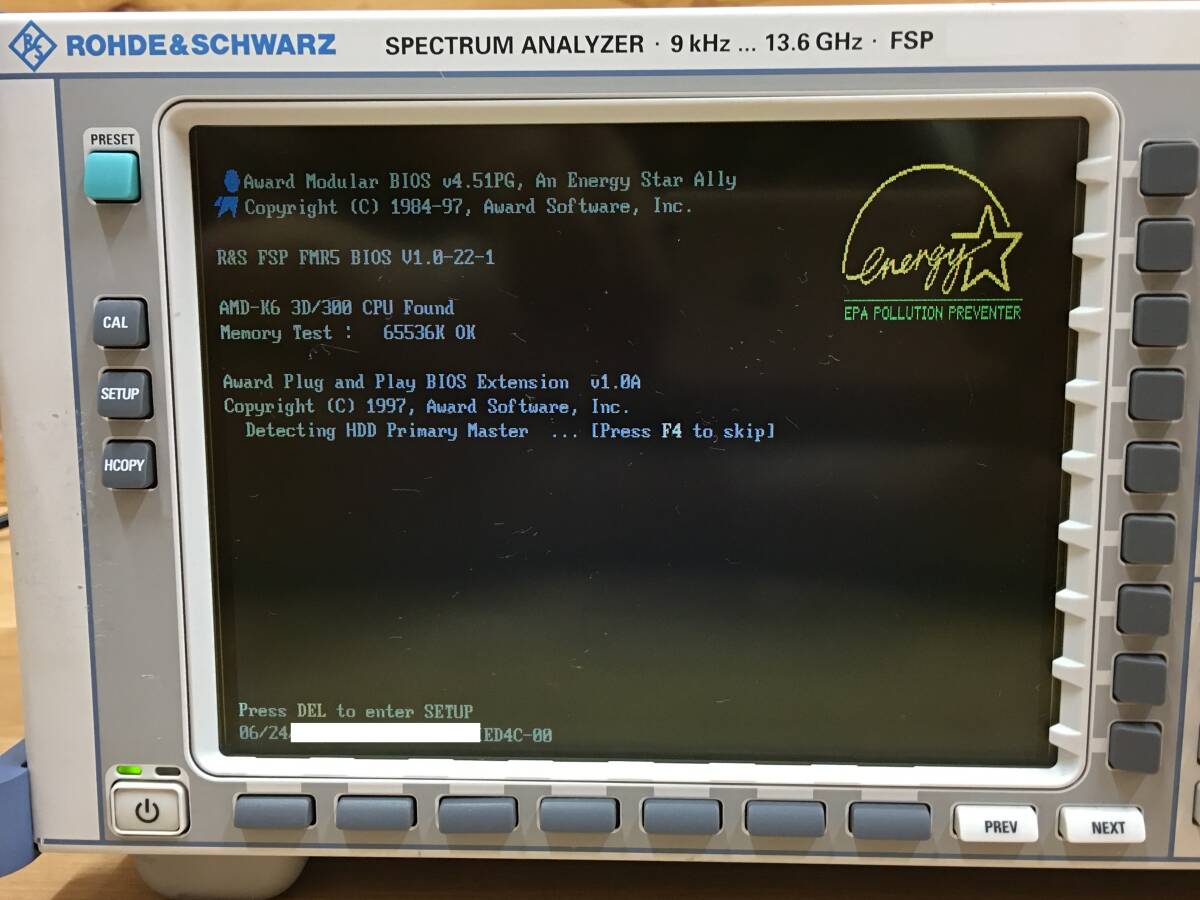 ROHDE&SCHWARZ SPECTRUM ANALYZER · 9 kHz ... 13.6 GHz · FSP
PRESET
Award Modular BIOS v4.51PG, An Energy Star Ally
Copyright (C) 1984-97, Award Software, Inc.
energy
EPA POLLUTION PREVENTER
R&S FSP FMR5 BIOS V1.0-22-1
AMD-K6 3D/300 CPU Found
Memory Test : 65536K OK
Award Plug and Play BIOS Extension v1.0A
Copyright (C) 1997, Award Software, Inc.
Detecting HDD Primary Master ... [Press F4 to skip]
CAL
SETUP
HCOPY
Press DEL to enter SETUP
06/24/ ED4C-00
PREV
NEXT